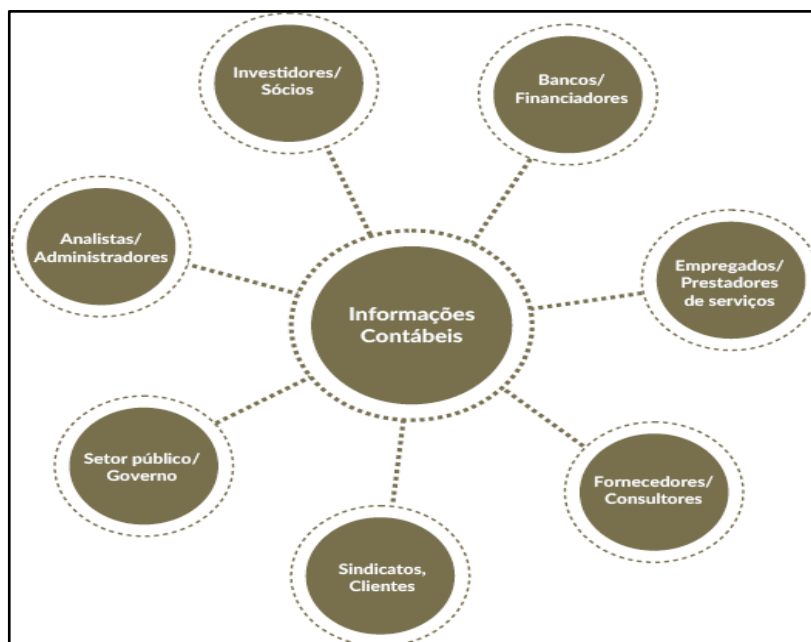 Investidores/
Sócios
Bancos/
Financiadores
Analistas/
Administradores
Empregados/
Prestadores
de serviços
Informações
Contábeis
Setor público/
Governo
Fornecedores/
Consultores
Sindicatos,
Clientes